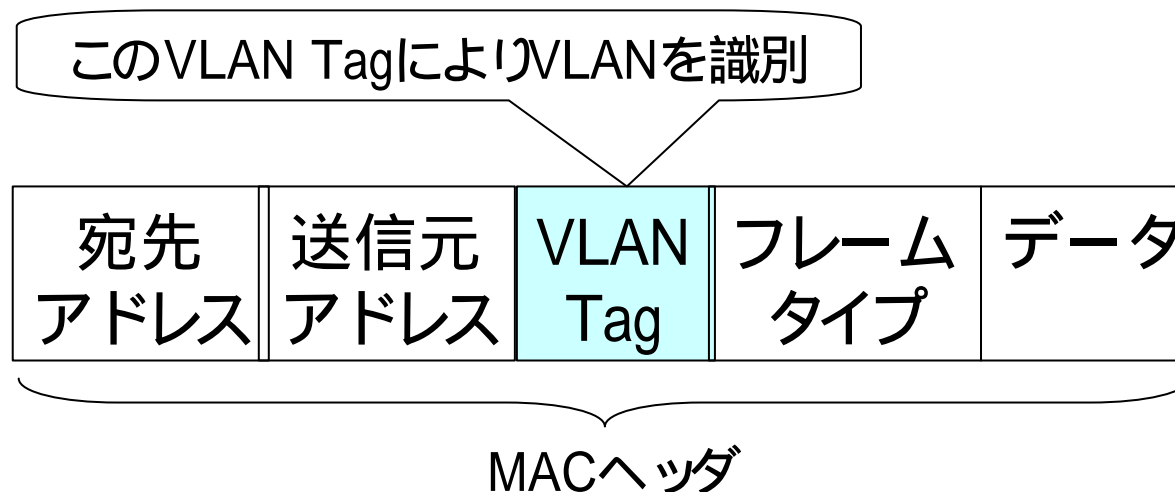 このVLAN TagによりVLANを識別
宛先
アドレス
送信元
アドレス
VLAN
Tag
フレーム
タイプ
データ
MACヘッダ